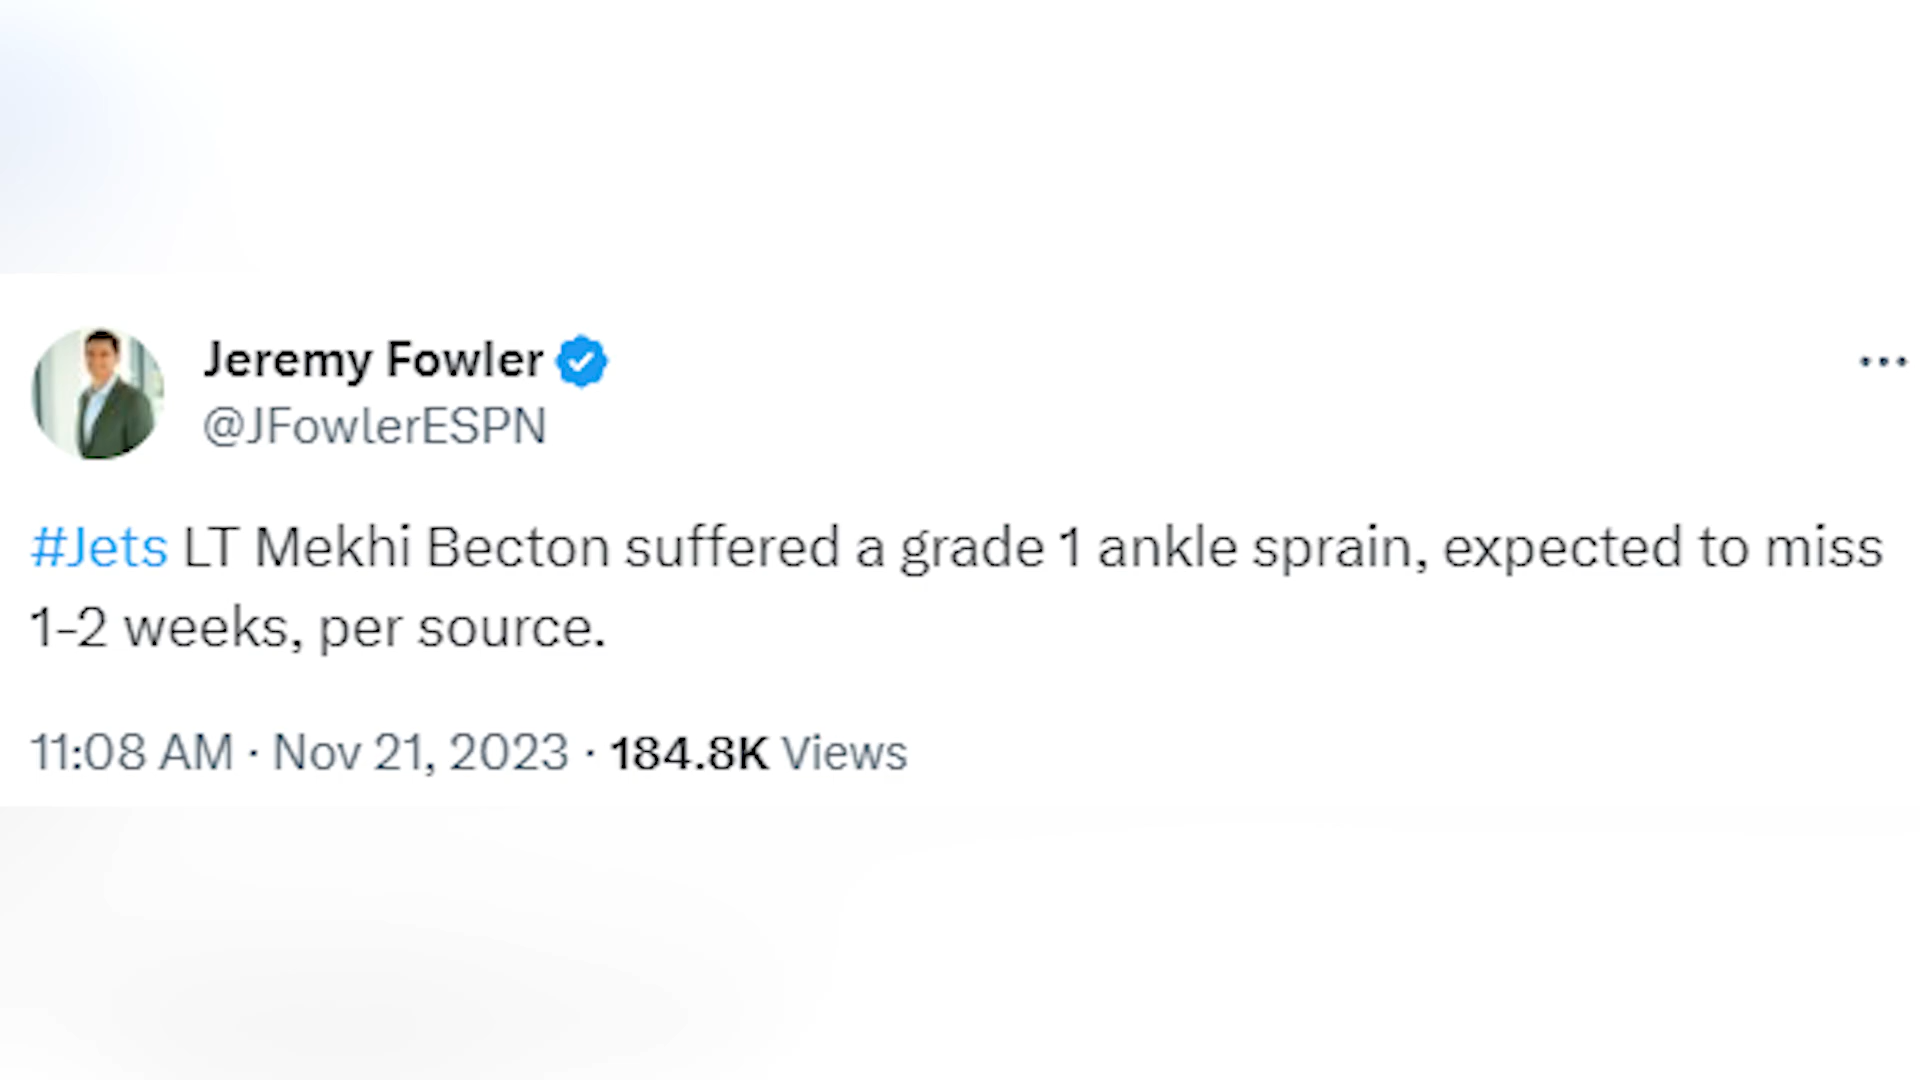 Jeremy Fowler
@JFowlerESPN
#Jets LT Mekhi Becton suffered a grade 1 ankle sprain, expected to miss
1-2 weeks, per source.
11:08 AM · Nov 21, 2023 · 184.8K Views